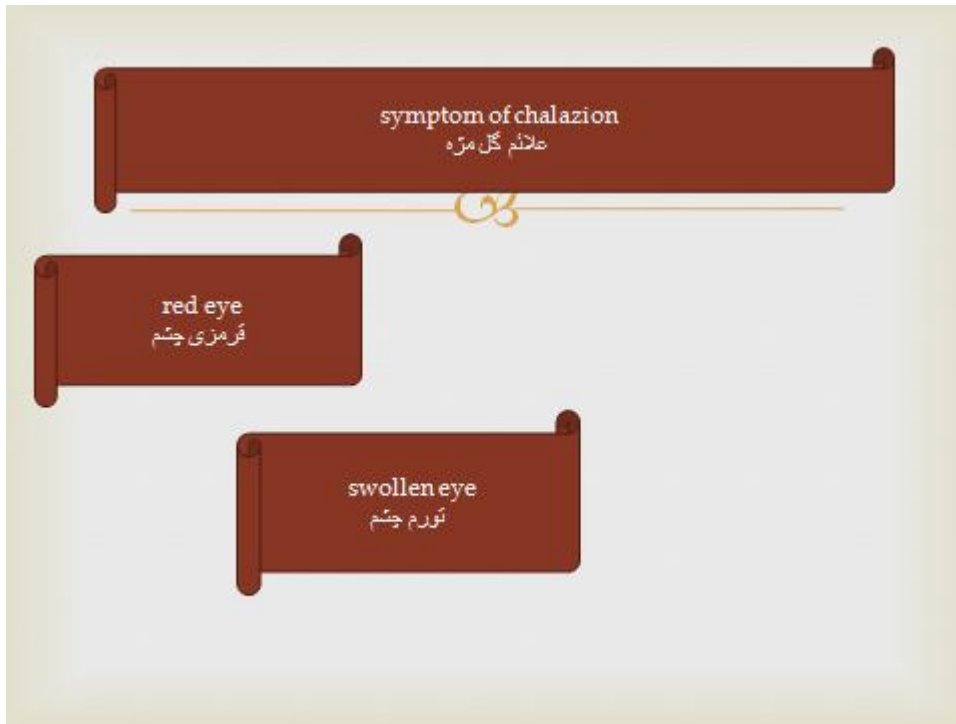 symptom of chalazion
علائم گل مژه
red eye
قرمزی چشم
swollen eye
تورم چشم